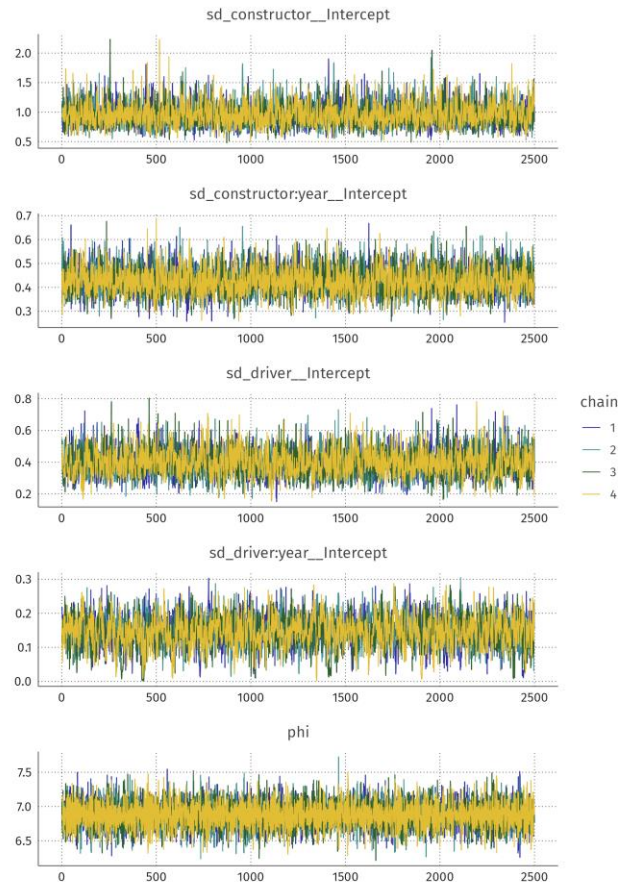 sd_constructor__Intercept
2.0
1.5
1.0
0.5
0 500 1000 1500 2000 2500
sd_constructor:year__Intercept
0.7
0.6
0.5
0.4
0.3
0 500 1000 1500 2000 2500
sd_driver__Intercept
0.8
0.6
0.4
0.2
0 500 1000 1500 2000 2500
chain
1
2
3
4
sd_driver:year__Intercept
0.3
0.2
0.1
0.0
0 500 1000 1500 2000 2500
phi
7.5
7.0
6.5
0 500 1000 1500 2000 2500